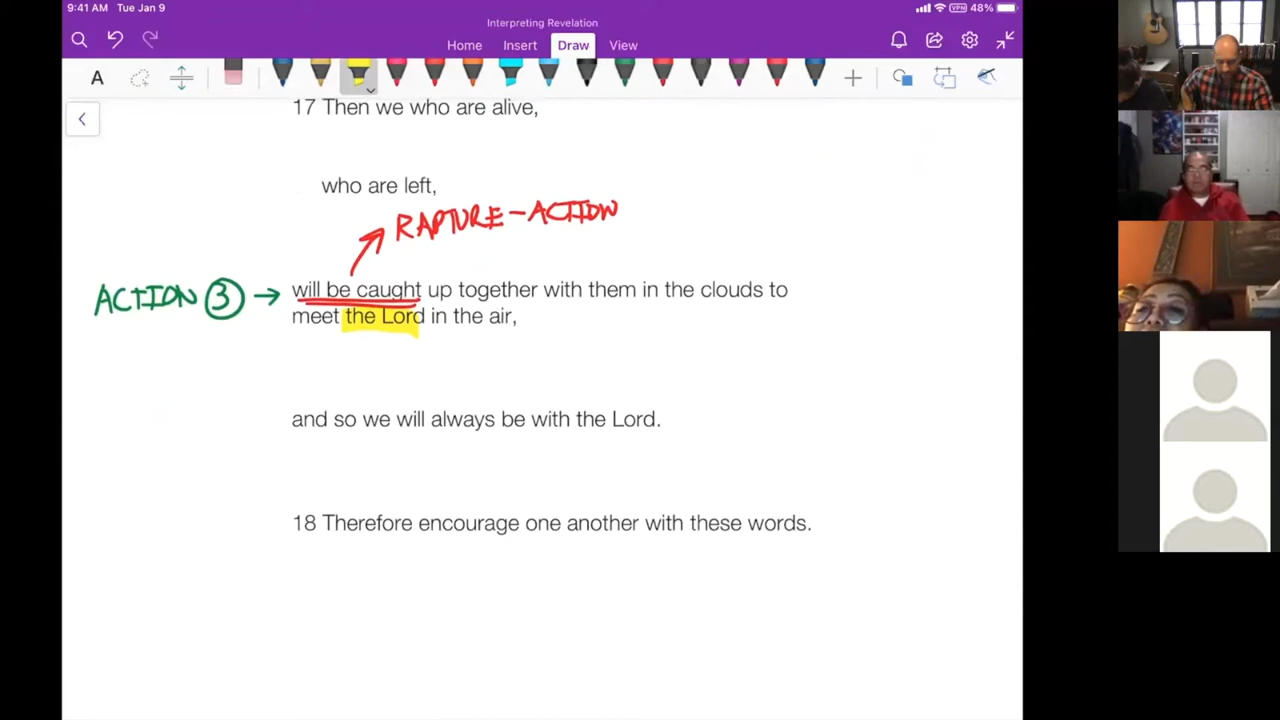 9:41 AM Tue Jan 9
VPN 48%
Interpreting Revelation
Home Insert Draw View
A
17 Then we who are alive,
who are left,
RAPTURE - ACTION
ACTION 3 → will be caught up together with them in the clouds to
meet the Lord in the air,
and so we will always be with the Lord.
18 Therefore encourage one another with these words.